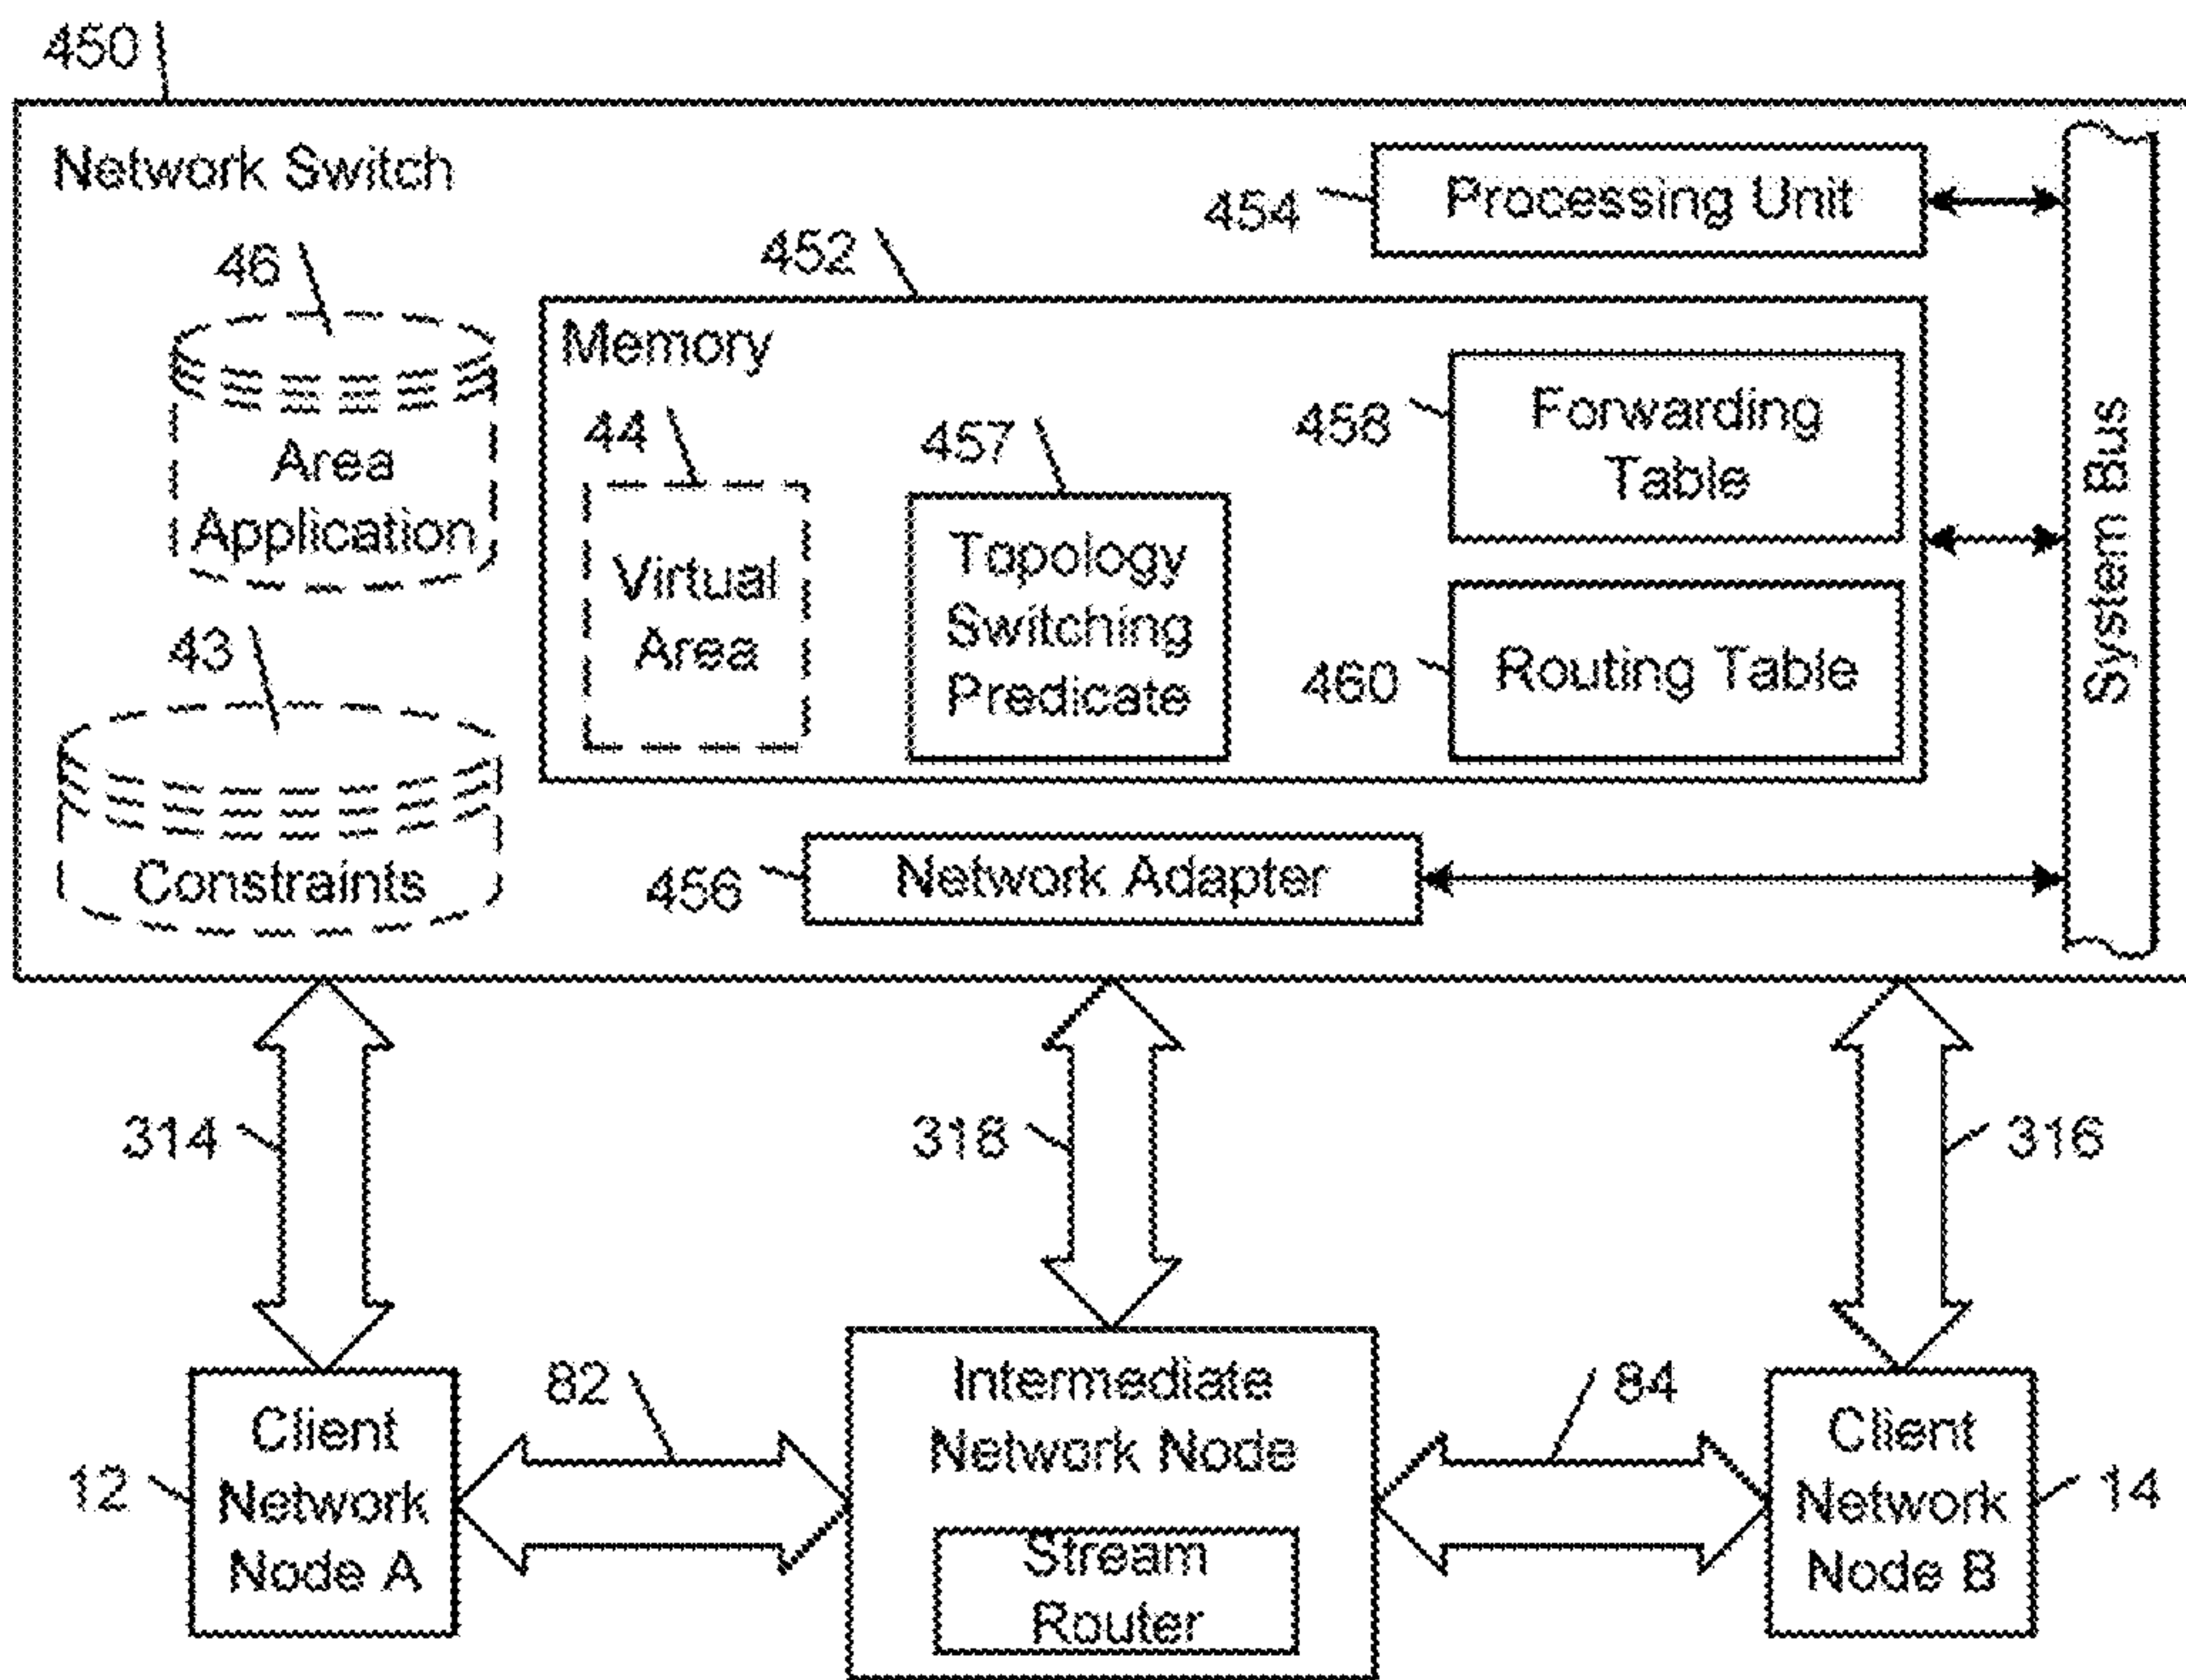 450
Network Switch
454
Processing Unit
46
452
Memory
Area
Application
44
457
458
Forwarding
Table
Virtual
Area
Topology
Switching
Predicate
System Bus
43
460
Routing Table
Constraints
456
Network Adapter
314
318
316
82
84
12
Client
Network
Node A
Intermediate
Network Node
Stream
Router
Client
Network
Node B
14